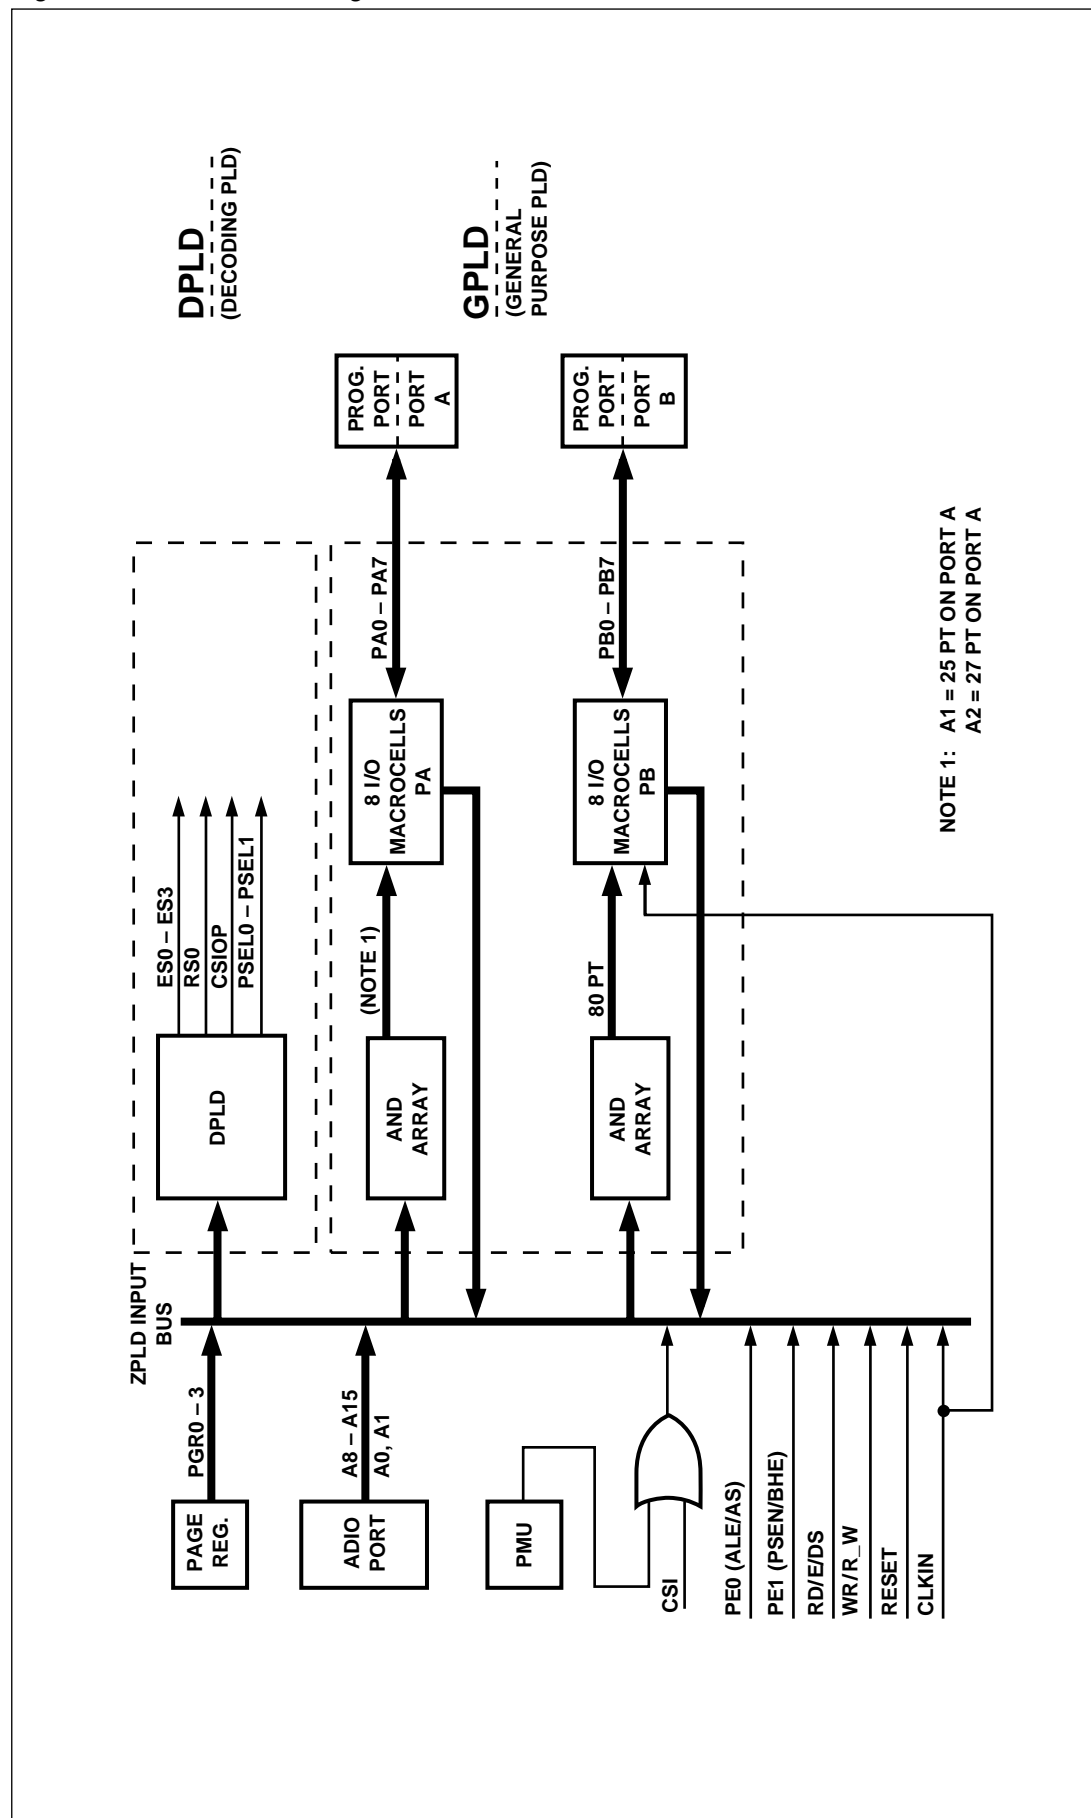 DPLD
(DECODING PLD)
GPLD
(GENERAL
PURPOSE PLD)
PROG.
PORT
PORT
A
PROG.
PORT
PORT
B
PA0 – PA7
PB0 – PB7
8 I/O
MACROCELLS
PA
8 I/O
MACROCELLS
PB
ES0 – ES3
RS0
CSIOP
PSEL0 – PSEL1
(NOTE 1)
80 PT
DPLD
AND
ARRAY
AND
ARRAY
ZPLD INPUT
BUS
PGR0 – 3
A8 – A15
A0, A1
PAGE
REG.
ADIO
PORT
PMU
CSI
PE0 (ALE/AS)
PE1 (PSEN/BHE)
RD/E/DS
WR/R_W
RESET
CLKIN
NOTE 1: A1 = 25 PT ON PORT A
A2 = 27 PT ON PORT A